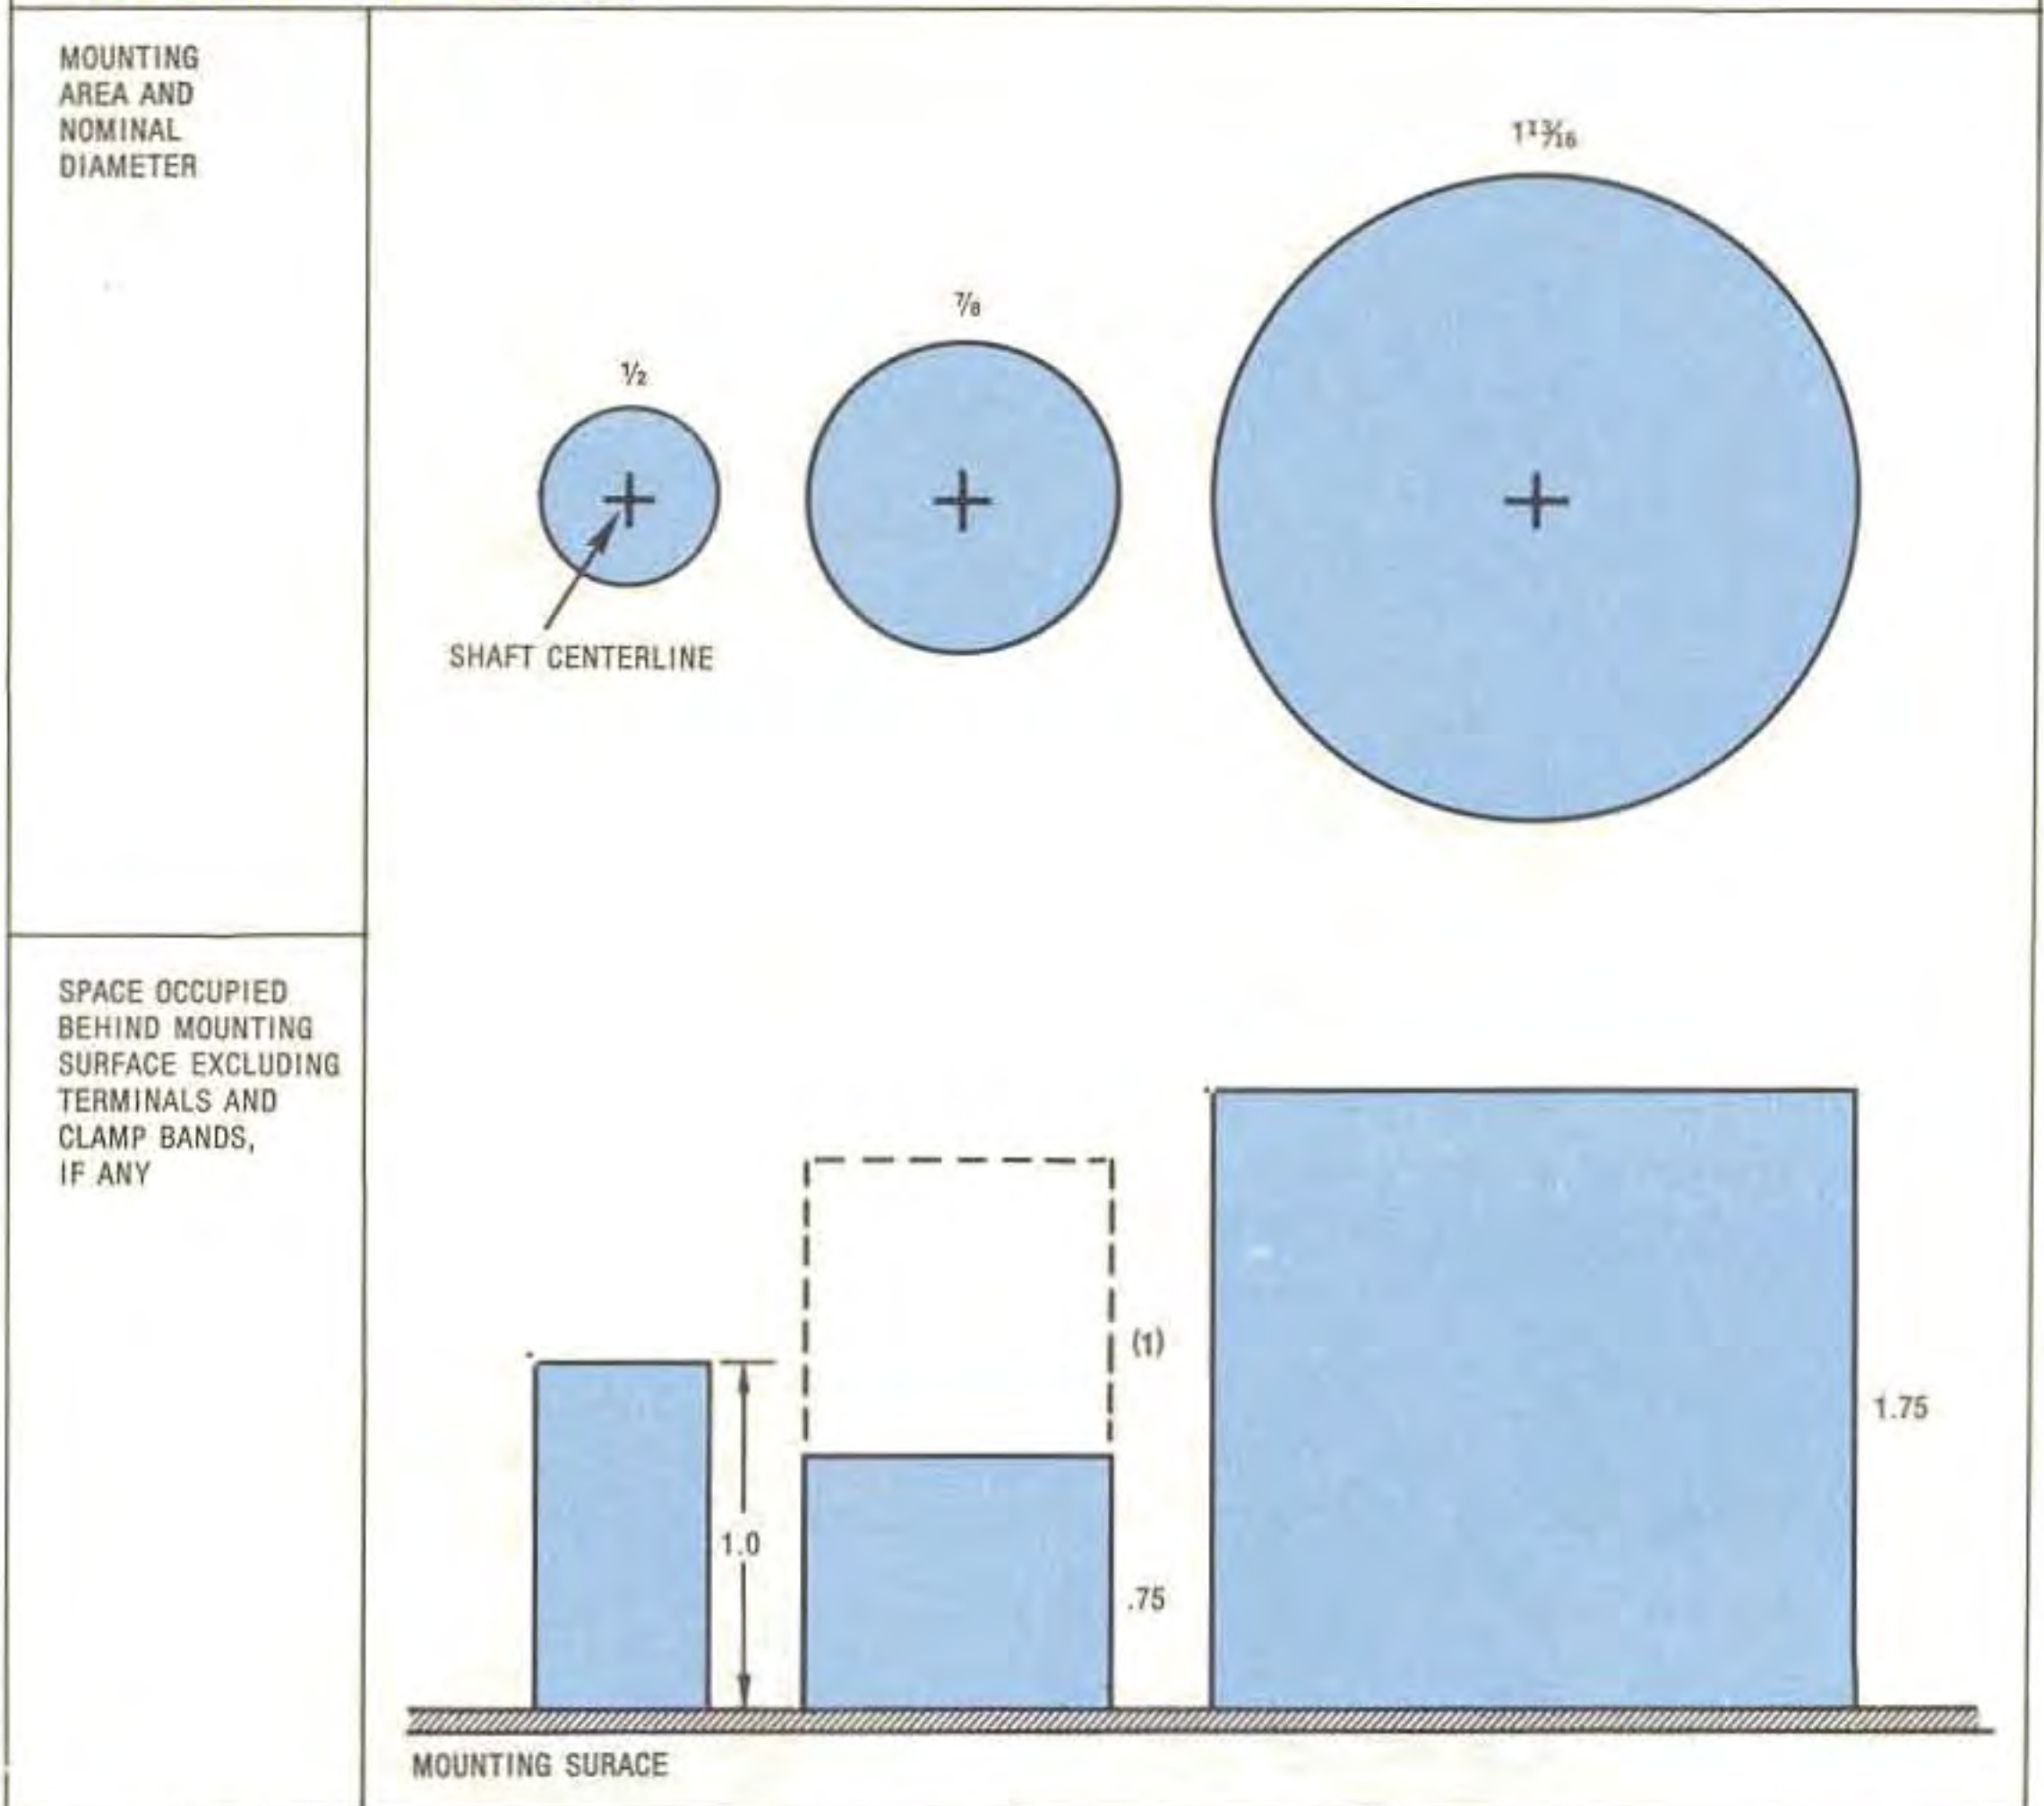 MOUNTING
AREA AND
NOMINAL
DIAMETER
1 13/16
7/8
1/2
SHAFT CENTERLINE
SPACE OCCUPIED
BEHIND MOUNTING
SURFACE EXCLUDING
TERMINALS AND
CLAMP BANDS,
IF ANY
(1)
1.75
1.0
.75
MOUNTING SURACE